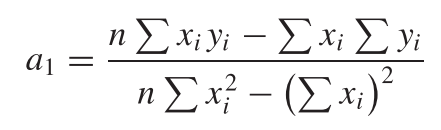 a₁ = (n ∑ xᵢyᵢ − ∑ xᵢ ∑ yᵢ) / (n ∑ xᵢ² − (∑ xᵢ)²)